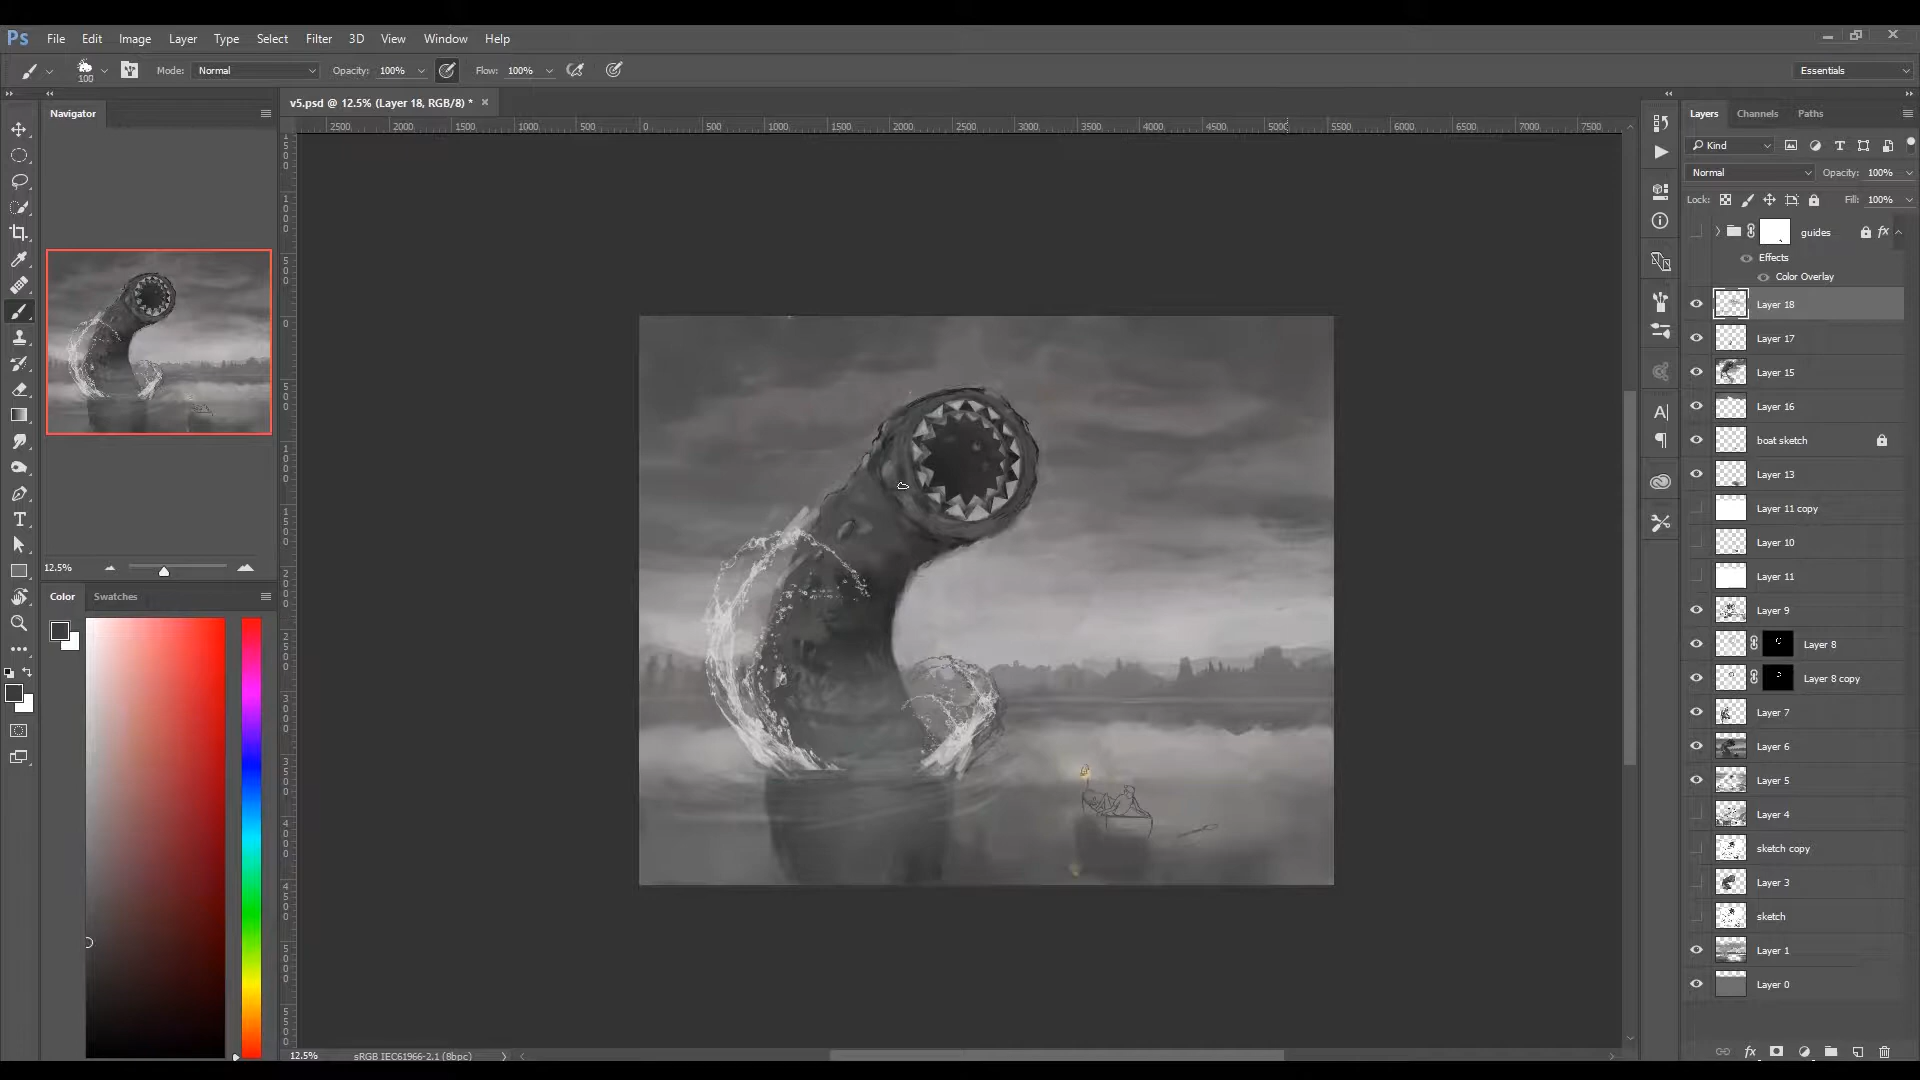 Ps File Edit Image Layer Type Select Filter 3D View Window Help
100 Mode: Normal Opacity: 100% Flow: 100% Essentials
Navigator
v5.psd @ 12.5% (Layer 18, RGB/8) *
2500 2000 1500 1000 500 0 500 1000 1500 2000 2500 3000 3500 4000 4500 5000 5500 6000 6500 7000 7500
Layers Channels Paths
Kind
Normal Opacity: 100%
Lock: Fill: 100%
guides fx
Effects
Color Overlay
Layer 18
Layer 17
Layer 15
Layer 16
boat sketch
Layer 13
Layer 11 copy
Layer 10
Layer 11
Layer 9
Layer 8
Layer 8 copy
Layer 7
Layer 6
Layer 5
Layer 4
sketch copy
Layer 3
sketch
Layer 1
Layer 0
fx
12.5%
Color Swatches
12.5% sRGB IEC61966-2.1 (8bpc)